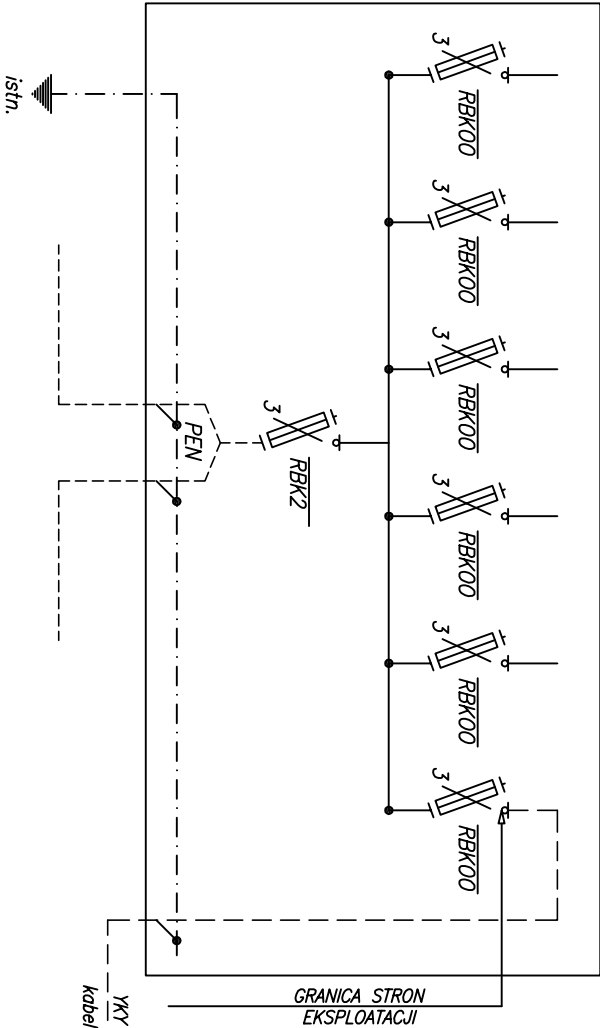 3
RBK00
3
RBK00
3
RBK00
3
RBK00
3
RBK00
3
RBK00
3
RBK2
PEN
istn.
YKY
kabel
GRANICA STRON
EKSPLOATACJI